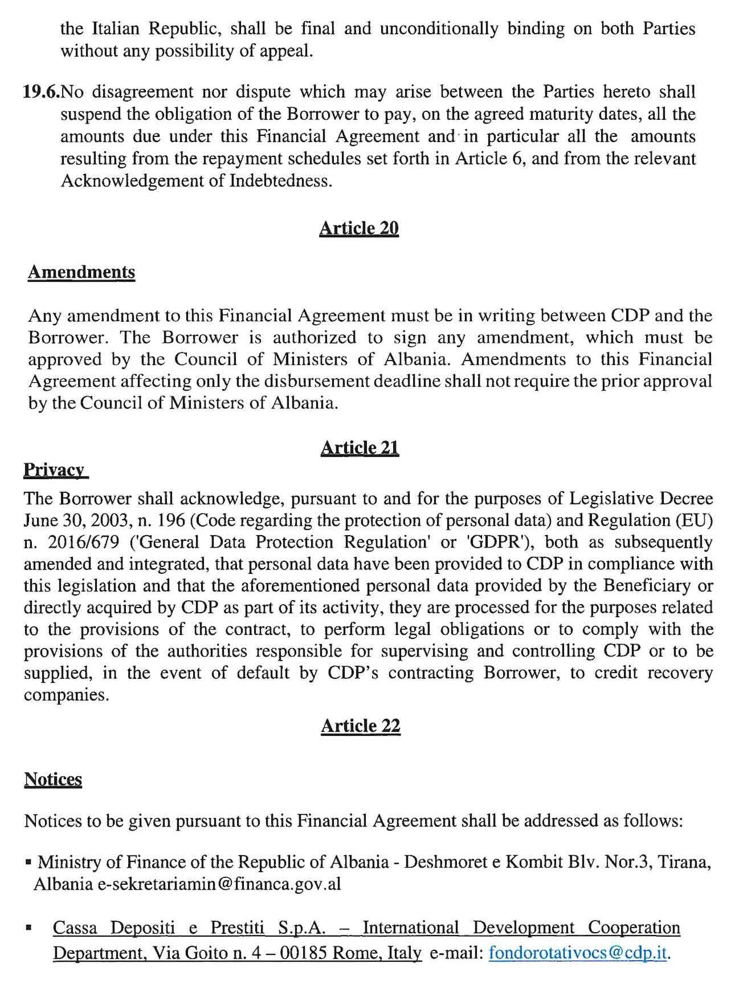 the Italian Republic, shall be final and unconditionally binding on both Parties
without any possibility of appeal.
19.6.No disagreement nor dispute which may arise between the Parties hereto shall
suspend the obligation of the Borrower to pay, on the agreed maturity dates, all the
amounts due under this Financial Agreement and in particular all the amounts
resulting from the repayment schedules set forth in Article 6, and from the relevant
Acknowledgement of Indebtedness.
Article 20
Amendments
Any amendment to this Financial Agreement must be in writing between CDP and the
Borrower. The Borrower is authorized to sign any amendment, which must be
approved by the Council of Ministers of Albania. Amendments to this Financial
Agreement affecting only the disbursement deadline shall not require the prior approval
by the Council of Ministers of Albania.
Article 21
Privacy
The Borrower shall acknowledge, pursuant to and for the purposes of Legislative Decree
June 30, 2003, n. 196 (Code regarding the protection of personal data) and Regulation (EU)
n. 2016/679 ('General Data Protection Regulation' or 'GDPR'), both as subsequently
amended and integrated, that personal data have been provided to CDP in compliance with
this legislation and that the aforementioned personal data provided by the Beneficiary or
directly acquired by CDP as part of its activity, they are processed for the purposes related
to the provisions of the contract, to perform legal obligations or to comply with the
provisions of the authorities responsible for supervising and controlling CDP or to be
supplied, in the event of default by CDP’s contracting Borrower, to credit recovery
companies.
Article 22
Notices
Notices to be given pursuant to this Financial Agreement shall be addressed as follows:
▪ Ministry of Finance of the Republic of Albania - Deshmoret e Kombit Blv. Nor.3, Tirana,
Albania e-sekretariamin@financa.gov.al
▪ Cassa Depositi e Prestiti S.p.A. – International Development Cooperation
Department, Via Goito n. 4 – 00185 Rome, Italy e-mail: fondorotativocs@cdp.it.